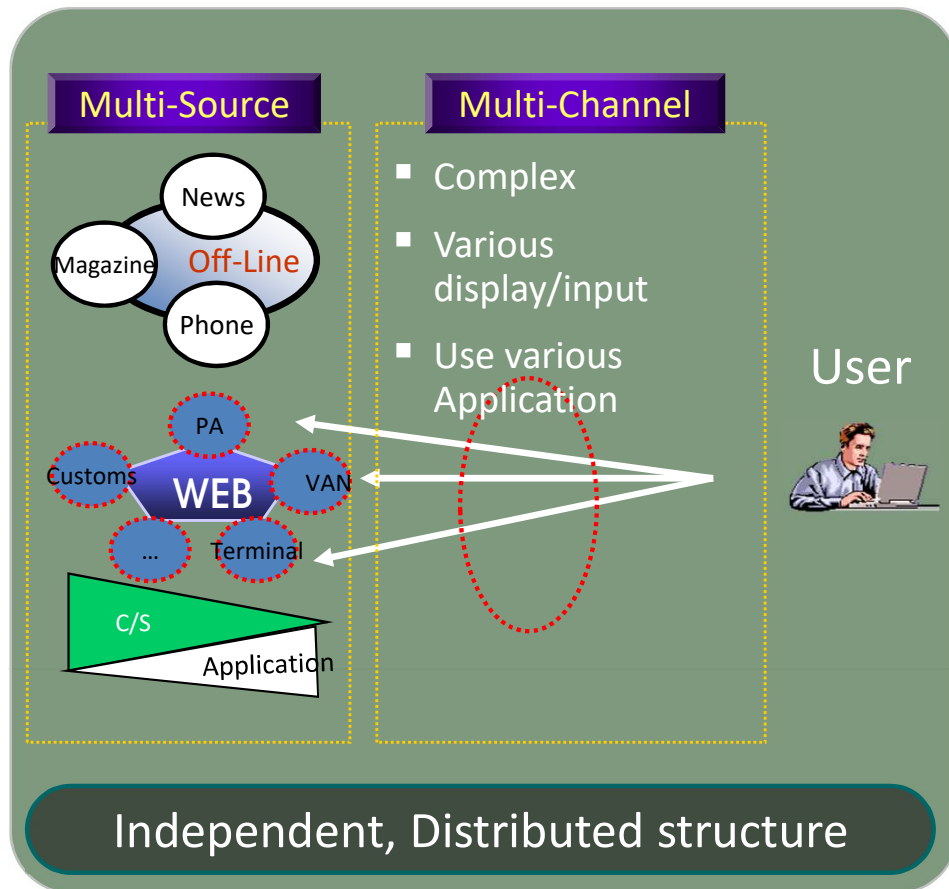 Multi-Source
News
Magazine
Off-Line
Phone
PA
Customs
WEB
VAN
...
Terminal
C/S
Application
Multi-Channel
▪ Complex
▪ Various
display/input
▪ Use various
Application
User
Independent, Distributed structure